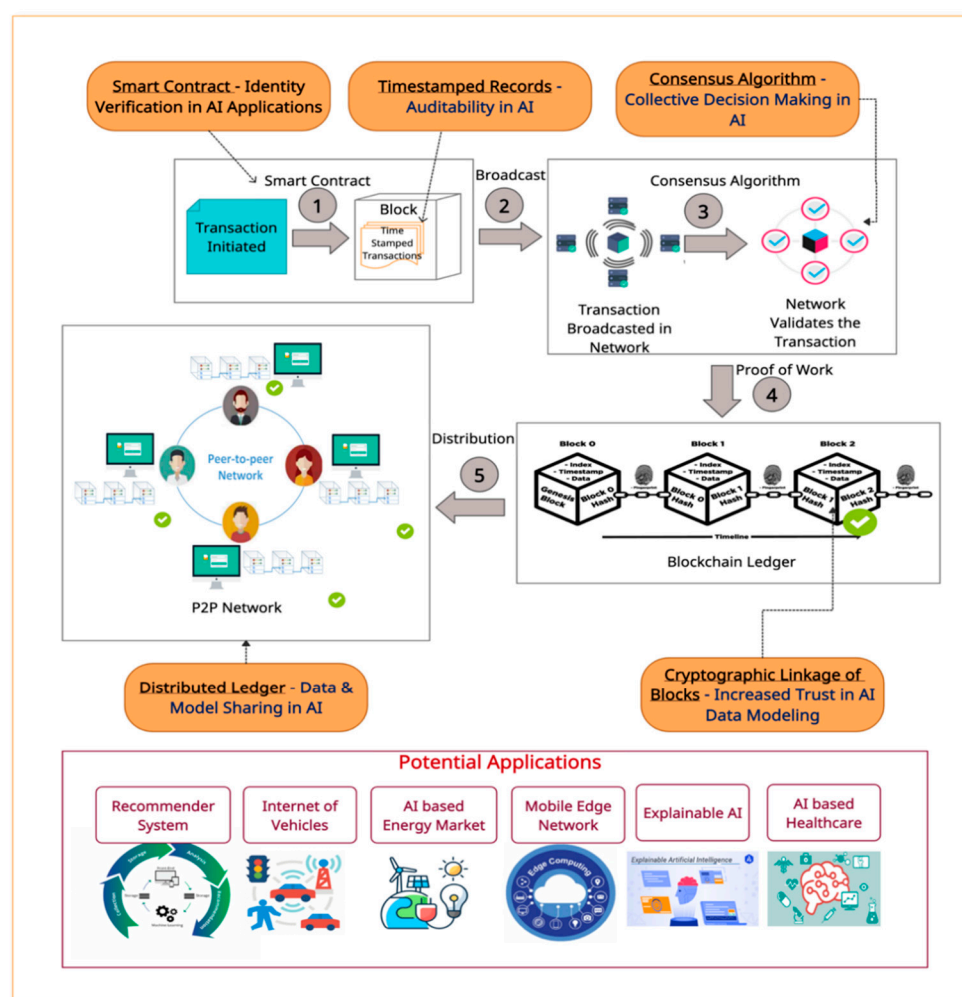 Smart Contract - Identity
Verification in AI Applications
Timestamped Records -
Auditability in AI
Consensus Algorithm -
Collective Decision Making in
AI
Smart Contract
1
Transaction
Initiated
Block
Time
Stamped
Transactions
Broadcast
2
Consensus Algorithm
3
Transaction
Broadcasted in
Network
Network
Validates the
Transaction
Proof of Work
4
Block 0
- Index
- Timestamp
- Data
Genesis
Block
Block 0
Hash
Block 1
- Index
- Timestamp
- Data
Block 0
Hash
Block 1
Hash
Block 2
- Index
- Timestamp
- Data
Block 1
Hash
Block 2
Hash
Timeline
Blockchain Ledger
Distribution
5
Peer-to-peer
Network
P2P Network
Distributed Ledger - Data &
Model Sharing in AI
Cryptographic Linkage of
Blocks - Increased Trust in AI
Data Modeling
Potential Applications
Recommender
System
Internet of
Vehicles
AI based
Energy Market
Mobile Edge
Network
Explainable AI
AI based
Healthcare
Storage
Analysis
Machine Learning
Edge Computing
Explainable Artificial Intelligence